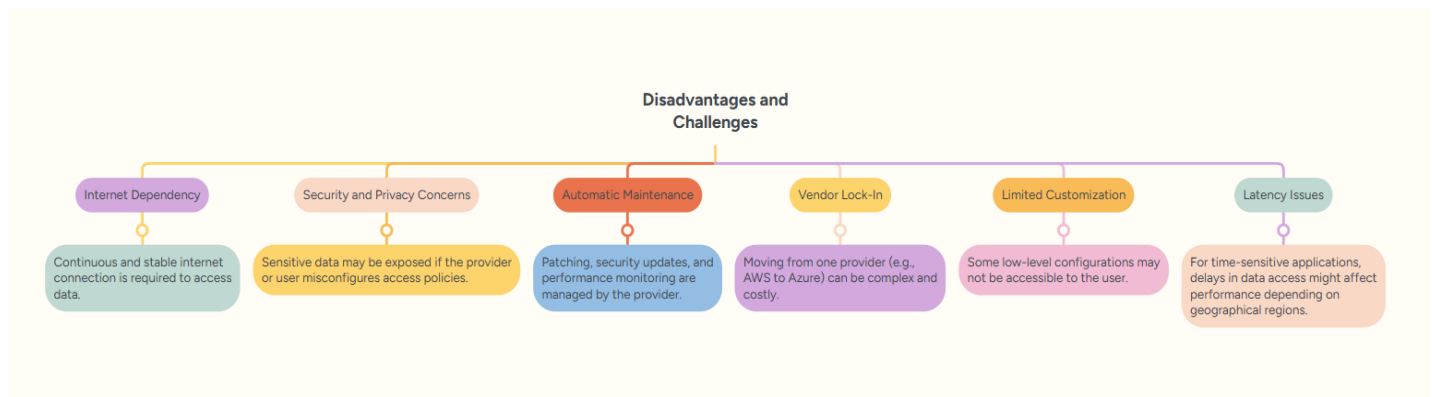 Disadvantages and
Challenges
Internet Dependency
Security and Privacy Concerns
Automatic Maintenance
Vendor Lock-In
Limited Customization
Latency Issues
Continuous and stable internet
connection is required to access
data.
Sensitive data may be exposed if the provider
or user misconfigures access policies.
Patching, security updates, and
performance monitoring are
managed by the provider.
Moving from one provider (e.g.,
AWS to Azure) can be complex and
costly.
Some low-level configurations may
not be accessible to the user.
For time-sensitive applications,
delays in data access might affect
performance depending on
geographical regions.